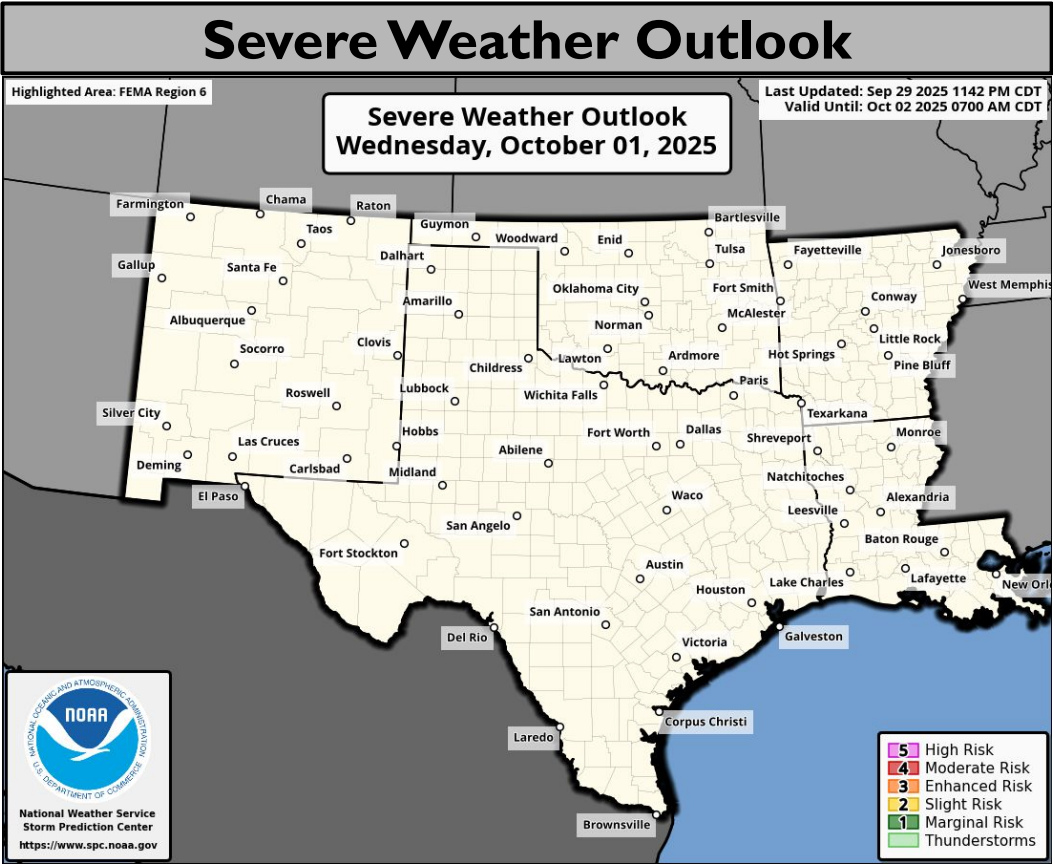 Severe Weather Outlook
Highlighted Area: FEMA Region 6
Last Updated: Sep 29 2025 1142 PM CDT
Valid Until: Oct 02 2025 0700 AM CDT
Severe Weather Outlook
Wednesday, October 01, 2025
Farmington
Chama
Raton
Taos
Guymon
Woodward
Enid
Bartlesville
Tulsa
Fayetteville
Jonesboro
Gallup
Santa Fe
Dalhart
Amarillo
Oklahoma City
Fort Smith
Conway
West Memphis
Albuquerque
Norman
McAlester
Little Rock
Socorro
Clovis
Childress
Lawton
Ardmore
Hot Springs
Pine Bluff
Roswell
Lubbock
Wichita Falls
Paris
Texarkana
Silver City
Las Cruces
Hobbs
Fort Worth
Dallas
Shreveport
Monroe
Deming
Carlsbad
Midland
Abilene
Natchitoches
El Paso
Waco
Leesville
Alexandria
San Angelo
Fort Stockton
Baton Rouge
Austin
Houston
Lake Charles
Lafayette
New Orl
San Antonio
Del Rio
Victoria
Galveston
Laredo
Corpus Christi
Brownsville
NATIONAL OCEANIC AND ATMOSPHERIC ADMINISTRATION
NOAA
U.S. DEPARTMENT OF COMMERCE
National Weather Service
Storm Prediction Center
https://www.spc.noaa.gov
5 High Risk
4 Moderate Risk
3 Enhanced Risk
2 Slight Risk
1 Marginal Risk
Thunderstorms